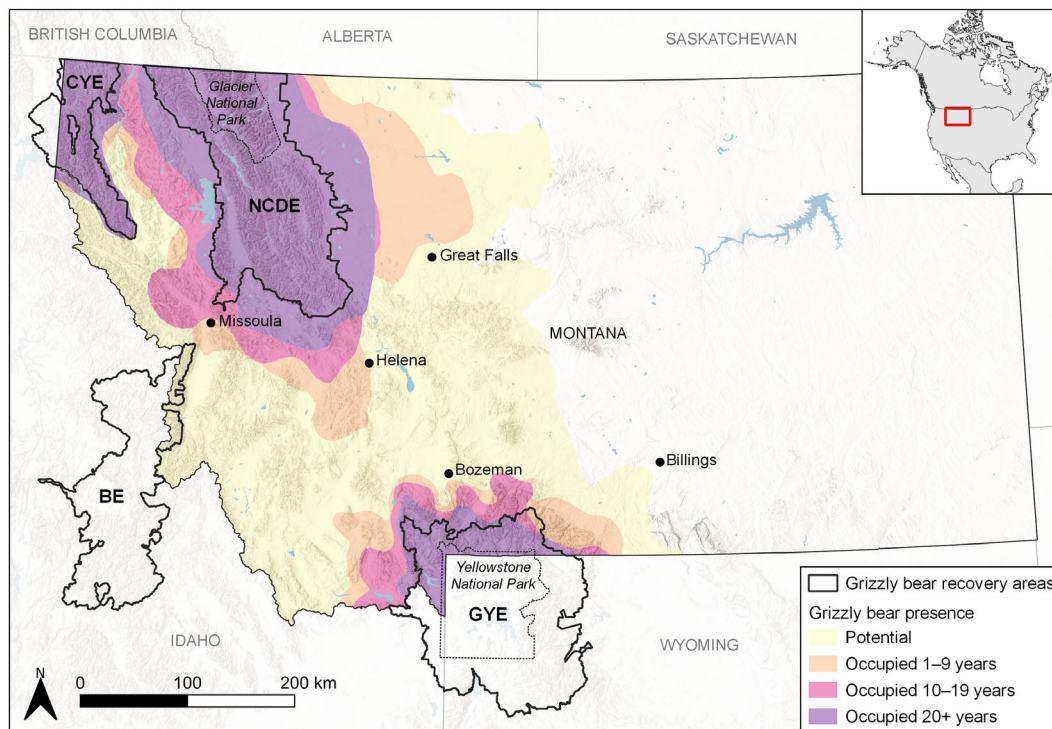 BRITISH COLUMBIA
ALBERTA
SASKATCHEWAN
CYE
Glacier
National
Park
NCDE
Great Falls
Missoula
MONTANA
Helena
Bozeman
Billings
BE
Yellowstone
National Park
GYE
IDAHO
WYOMING
N
0 100 200 km
Grizzly bear recovery areas
Grizzly bear presence
Potential
Occupied 1–9 years
Occupied 10–19 years
Occupied 20+ years